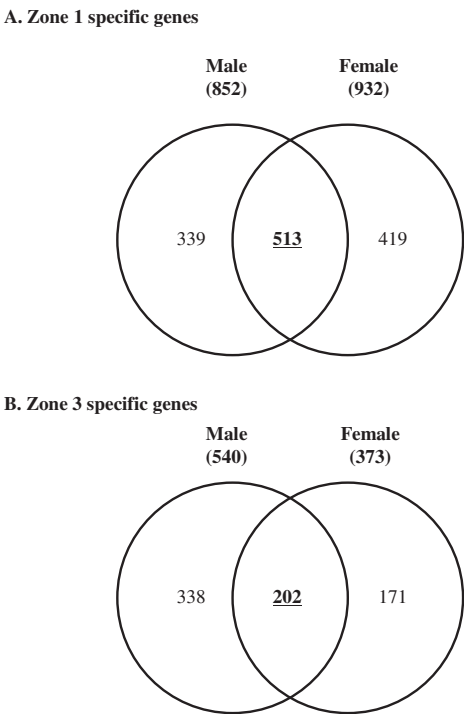 A. Zone 1 specific genes
Male Female
(852) (932)
339 513 419
B. Zone 3 specific genes
Male Female
(540) (373)
338 202 171